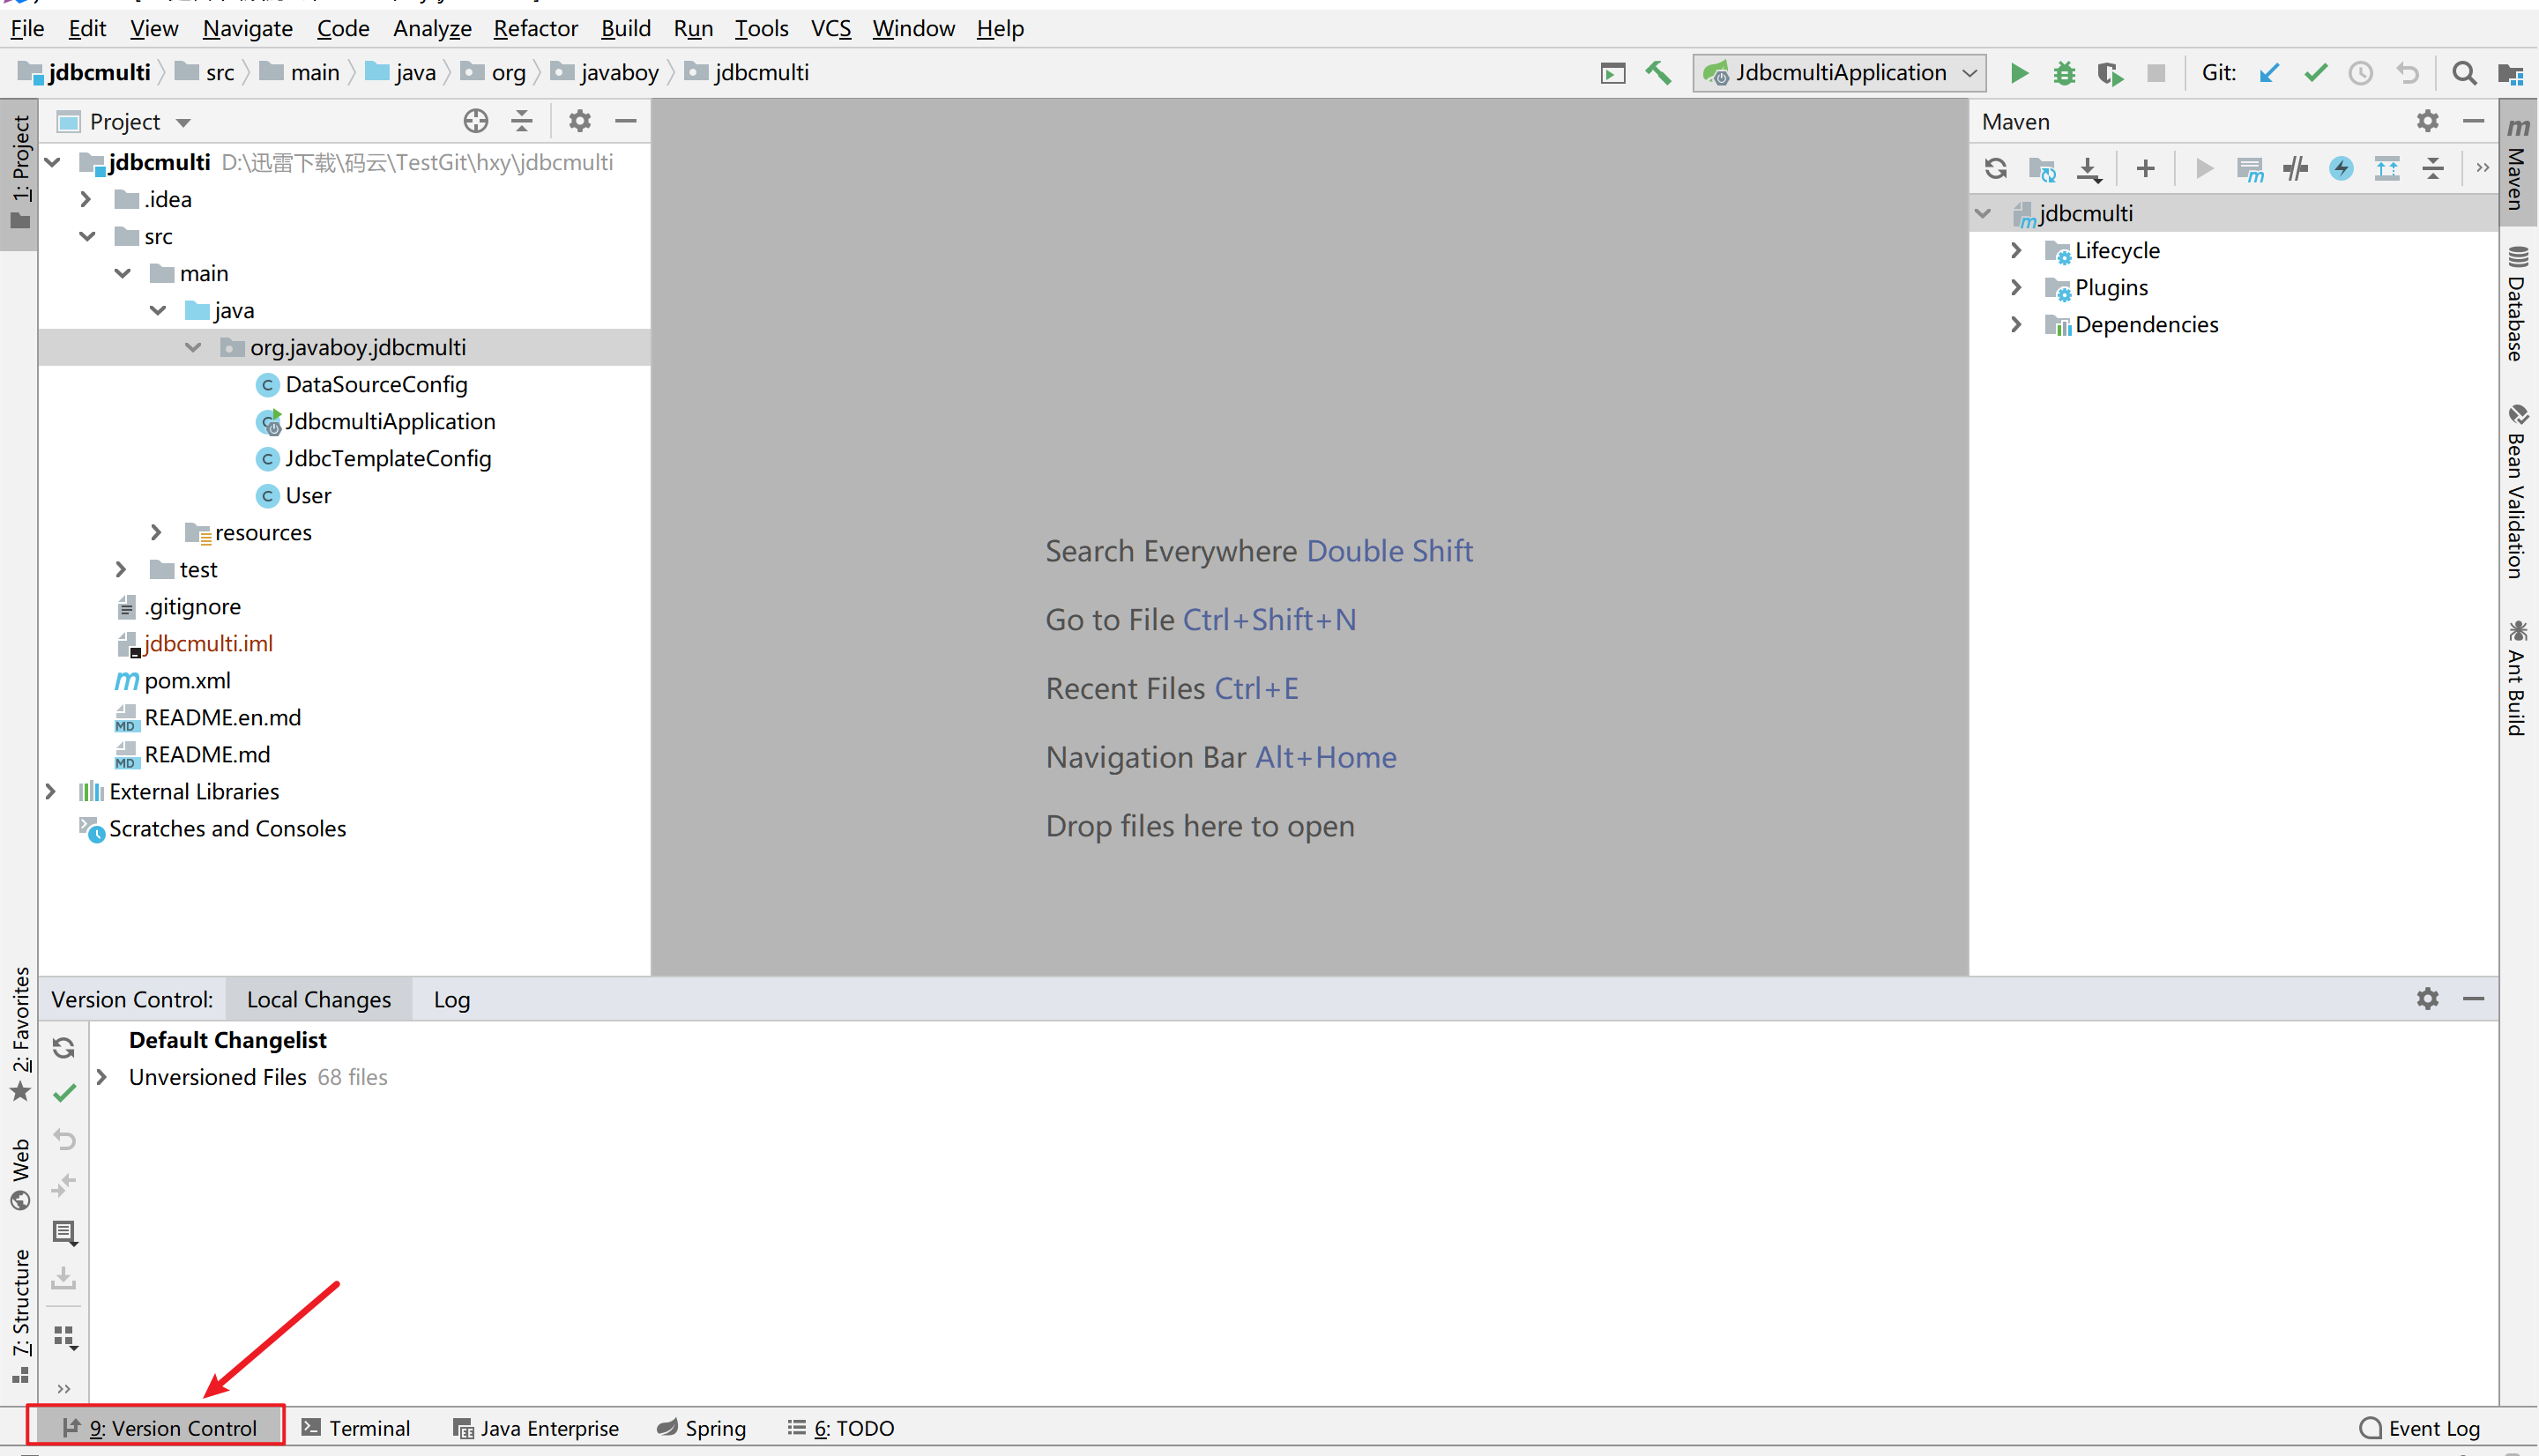 File Edit View Navigate Code Analyze Refactor Build Run Tools VCS Window Help
jdbcmulti src main java org javaboy jdbcmulti JdbcmultiApplication Git:
1: Project
Project
jdbcmulti D:\迅雷下载\码云\TestGit\hxy\jdbcmulti
.idea
src
main
java
org.javaboy.jdbcmulti
DataSourceConfig
JdbcmultiApplication
JdbcTemplateConfig
User
resources
test
.gitignore
jdbcmulti.iml
pom.xml
README.en.md
README.md
External Libraries
Scratches and Consoles
Search Everywhere Double Shift
Go to File Ctrl+Shift+N
Recent Files Ctrl+E
Navigation Bar Alt+Home
Drop files here to open
Maven
jdbcmulti
Lifecycle
Plugins
Dependencies
Maven
Database
Bean Validation
Ant Build
2: Favorites
Web
7: Structure
Version Control: Local Changes Log
Default Changelist
Unversioned Files 68 files
9: Version Control Terminal Java Enterprise Spring 6: TODO Event Log